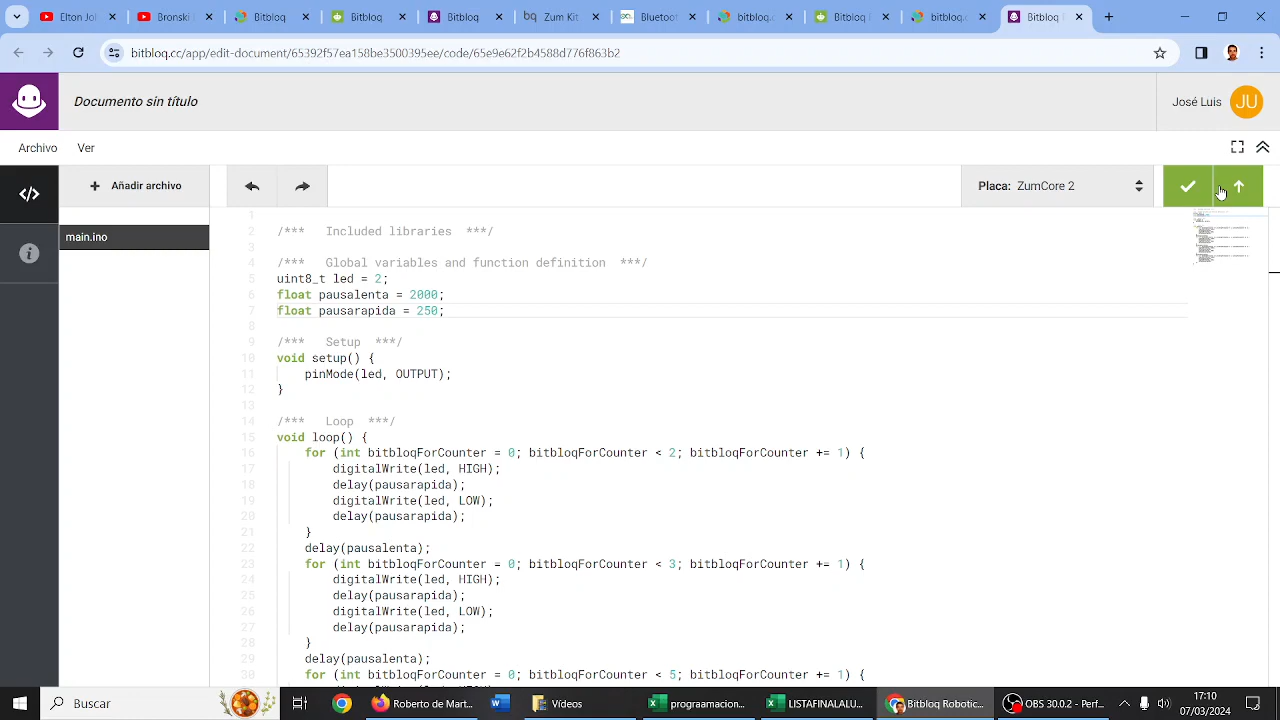 Elton Jo
Bronski
Bitbloq
Bitbloq
Bitbloq
Zum C
Bluetoo
bitbloq.
Bitbloq
bitbloq.
Bitbloq
bitbloq.cc/app/edit-document/65392f57ea158be3500395ee/code/65e9e62f2b4588d776f863b2
Documento sin título
José Luis
JU
Archivo
Ver
Añadir archivo
Placa: ZumCore 2
main.ino
1
2 /*** Included libraries ***/
3
4 /*** Global variables and function definition ***/
5 uint8_t led = 2;
6 float pausalenta = 2000;
7 float pausarapida = 250;
8
9 /*** Setup ***/
10 void setup() {
11 pinMode(led, OUTPUT);
12 }
13
14 /*** Loop ***/
15 void loop() {
16 for (int bitbloqForCounter = 0; bitbloqForCounter < 2; bitbloqForCounter += 1) {
17 digitalWrite(led, HIGH);
18 delay(pausarapida);
19 digitalWrite(led, LOW);
20 delay(pausarapida);
21 }
22 delay(pausalenta);
23 for (int bitbloqForCounter = 0; bitbloqForCounter < 3; bitbloqForCounter += 1) {
24 digitalWrite(led, HIGH);
25 delay(pausarapida);
26 digitalWrite(led, LOW);
27 delay(pausarapida);
28 }
29 delay(pausalenta);
30 for (int bitbloqForCounter = 0; bitbloqForCounter < 5; bitbloqForCounter += 1) {
Buscar
Roberto de Mar...
Vídeos
programacion...
LISTAFINALALU...
Bitbloq Robotic...
OBS 30.0.2 - Perf...
17:10
07/03/2024